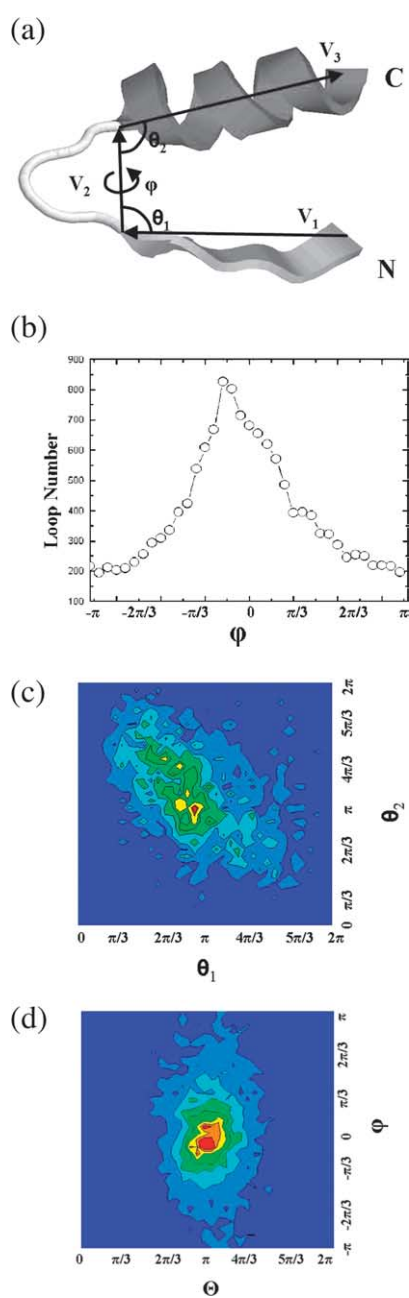 (a)
V3
C
θ2
V2
φ
θ1
V1
N
(b)
900
800
700
600
500
400
300
200
100
Loop Number
-π -2π/3 -π/3 0 π/3 2π/3 π
φ
(c)
2π
5π/3
4π/3
π
2π/3
π/3
0
θ2
0 π/3 2π/3 π 4π/3 5π/3 2π
θ1
(d)
π
2π/3
π/3
0
-π/3
-2π/3
-π
φ
0 π/3 2π/3 π 4π/3 5π/3 2π
Θ